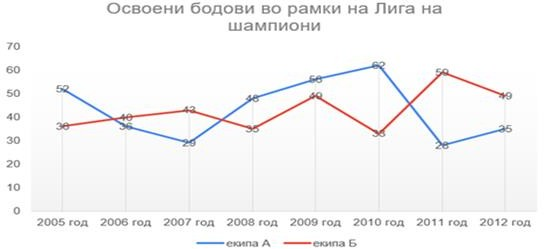 Освоени бодови во рамки на Лига на
шампиони
70
60
50
40
30
20
10
0
52 36 29 48 56 62 28 35
36 40 43 35 49 33 59 49
2005 год 2006 год 2007 год 2008 год 2009 год 2010 год 2011 год 2012 год
екипа А екипа Б